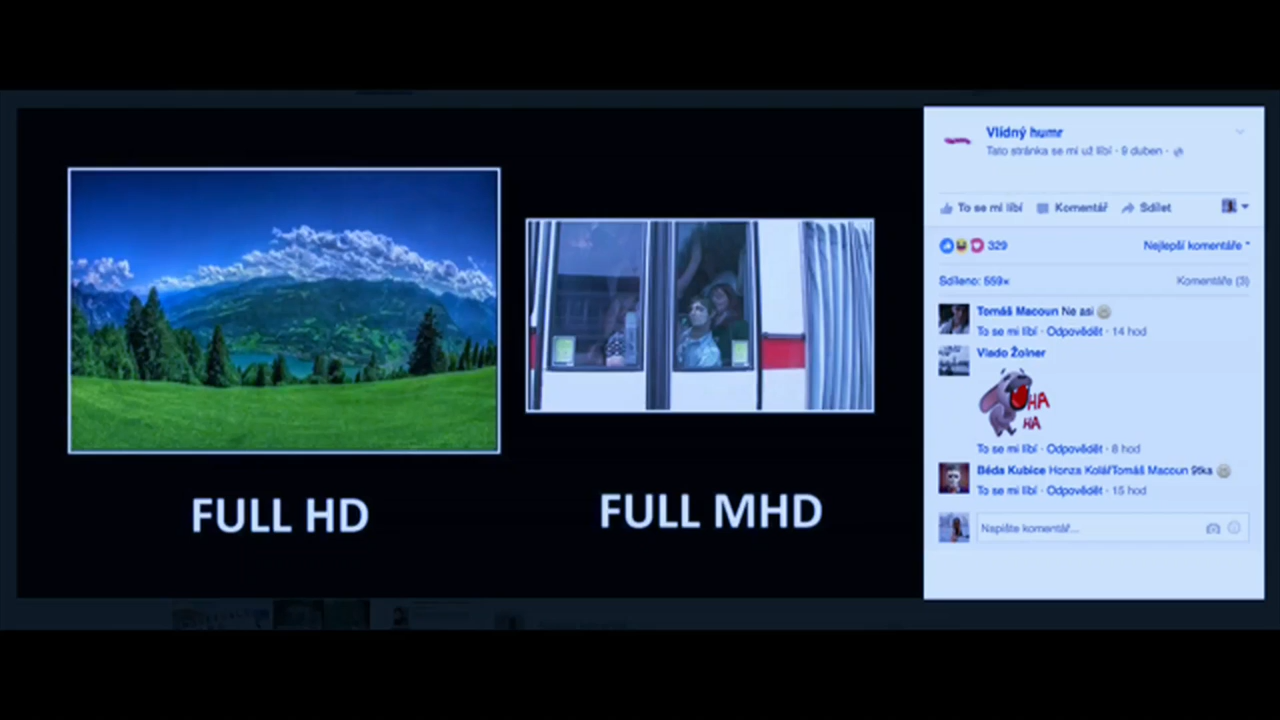 FULL HD
FULL MHD
Vlídný humr
Tato stránka se mi už líbí · 9 duben ·
To se mi líbí Komentář Sdílet
329 Nejlepší komentáře
Sdíleno: 559×
Komentáře (3)
Tomáš Macoun Ne asi
To se mi líbí · Odpovědět · 14 hod
Vlado Žolner
HA
HA
To se mi líbí · Odpovědět · 8 hod
Béda Kubice Honza KolářTomáš Macoun 9tka
To se mi líbí · Odpovědět · 15 hod
Napište komentář...